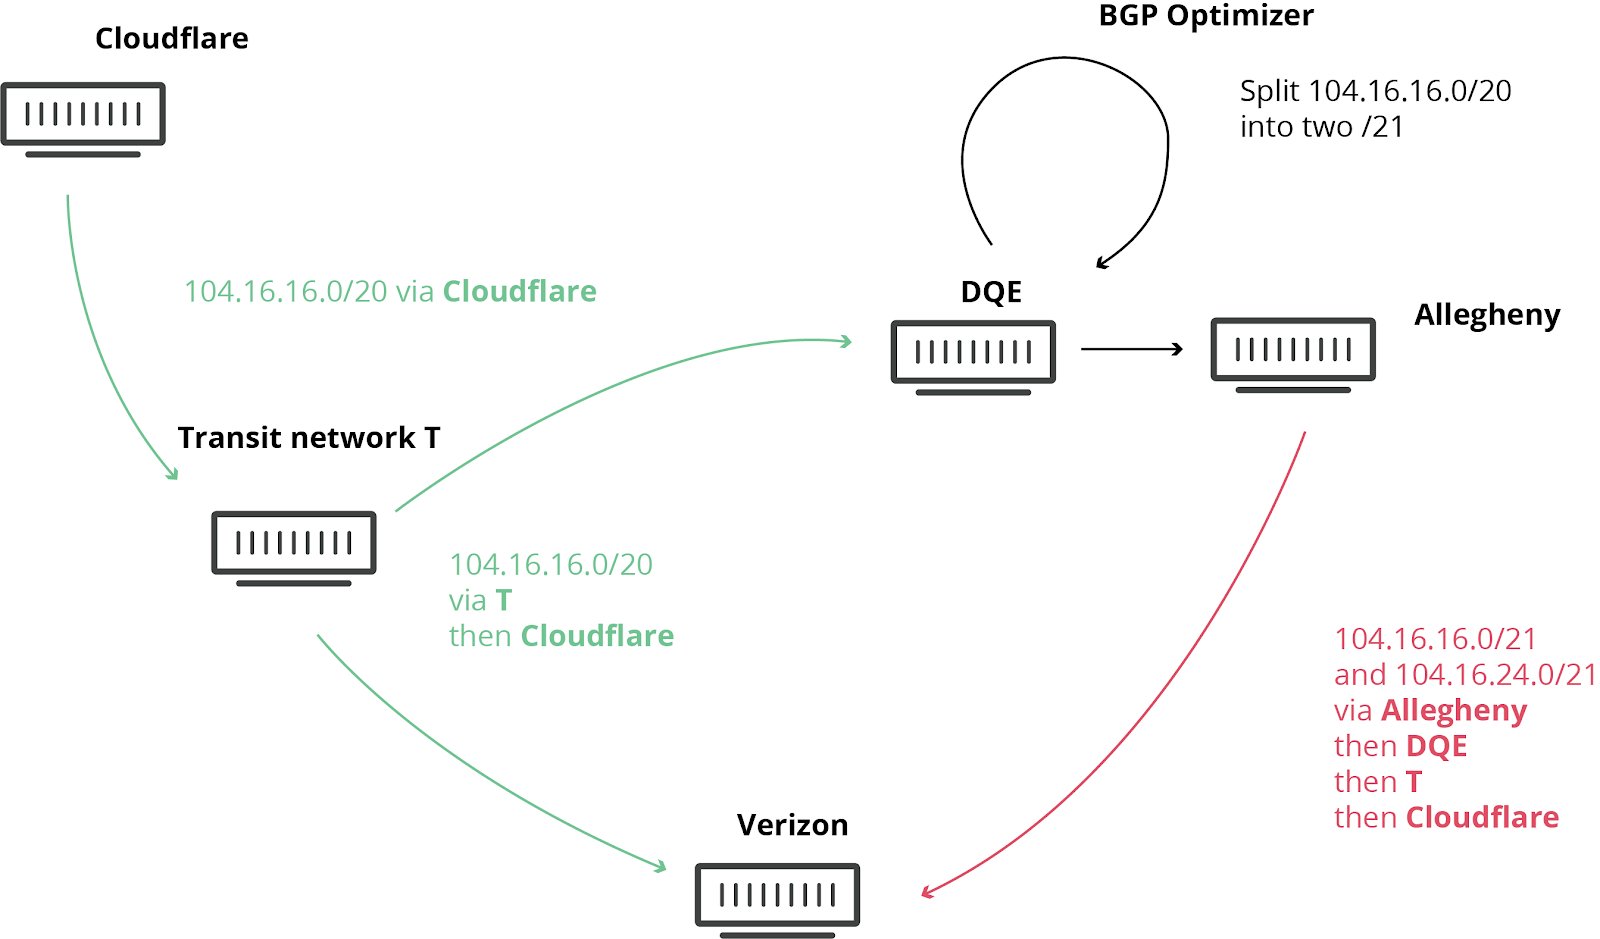 BGP Optimizer
Cloudflare
Split 104.16.16.0/20
into two /21
104.16.16.0/20 via Cloudflare
DQE
Allegheny
Transit network T
104.16.16.0/20
via T
then Cloudflare
104.16.16.0/21
and 104.16.24.0/21
via Allegheny
then DQE
then T
then Cloudflare
Verizon